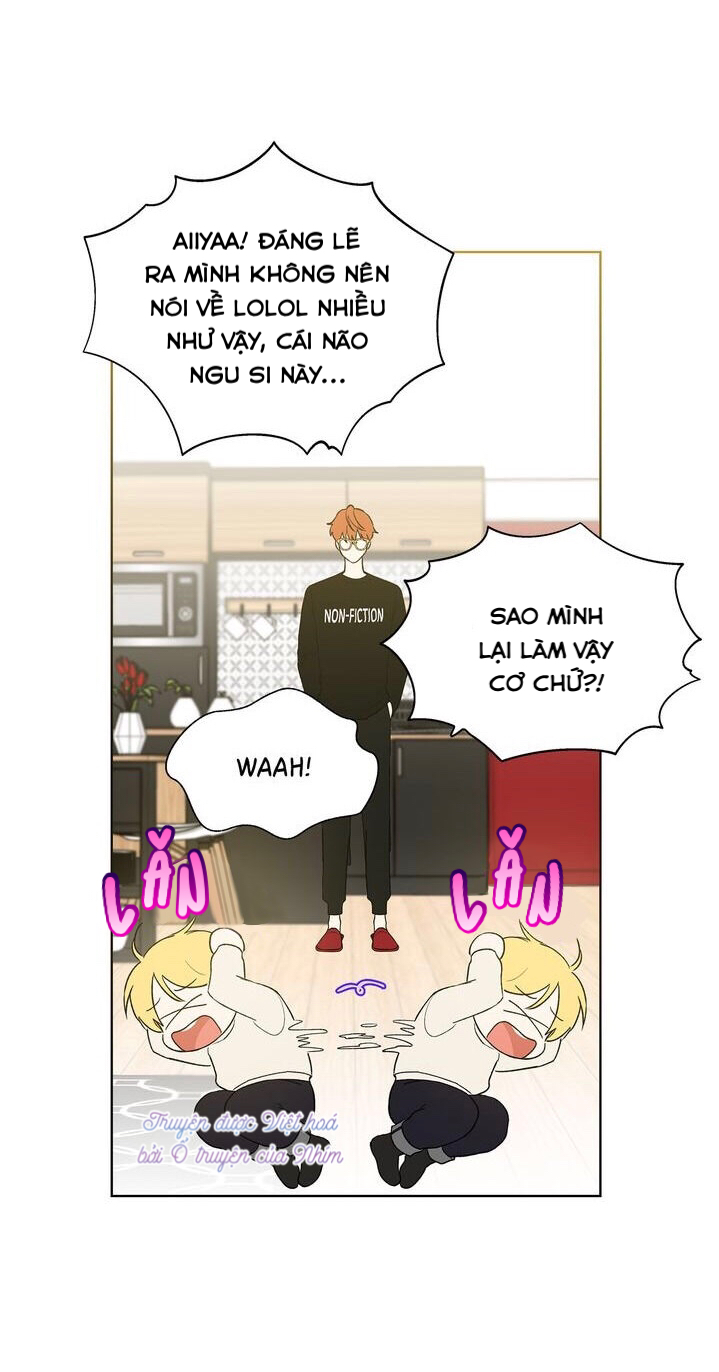 AIIYAA! ĐÁNG LẼ
RA MÌNH KHÔNG NÊN
NÓI VỀ LOLOL NHIỀU
NHƯ VẬY, CÁI NÃO
NGU SI NÀY...
NON-FICTION
SAO MÌNH
LẠI LÀM VẬY
CƠ CHỨ?!
WAAH!
LĂN
LĂN
Truyện được Việt hoá
bởi Ổ truyện của Nhím